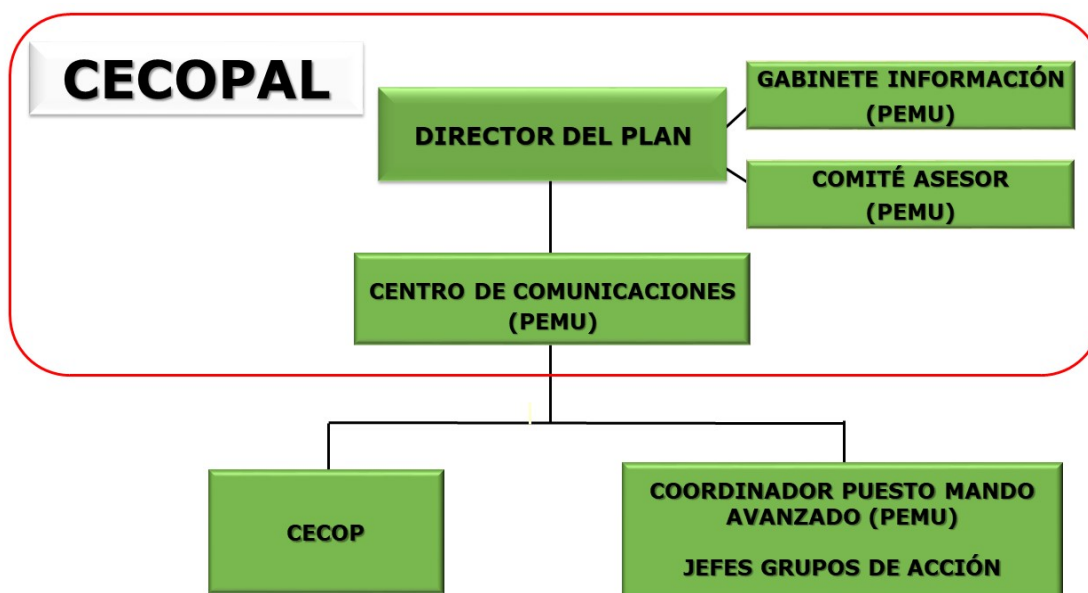 CECOPAL
DIRECTOR DEL PLAN
GABINETE INFORMACIÓN
(PEMU)
COMITÉ ASESOR
(PEMU)
CENTRO DE COMUNICACIONES
(PEMU)
CECOP
COORDINADOR PUESTO MANDO
AVANZADO (PEMU)
JEFES GRUPOS DE ACCIÓN